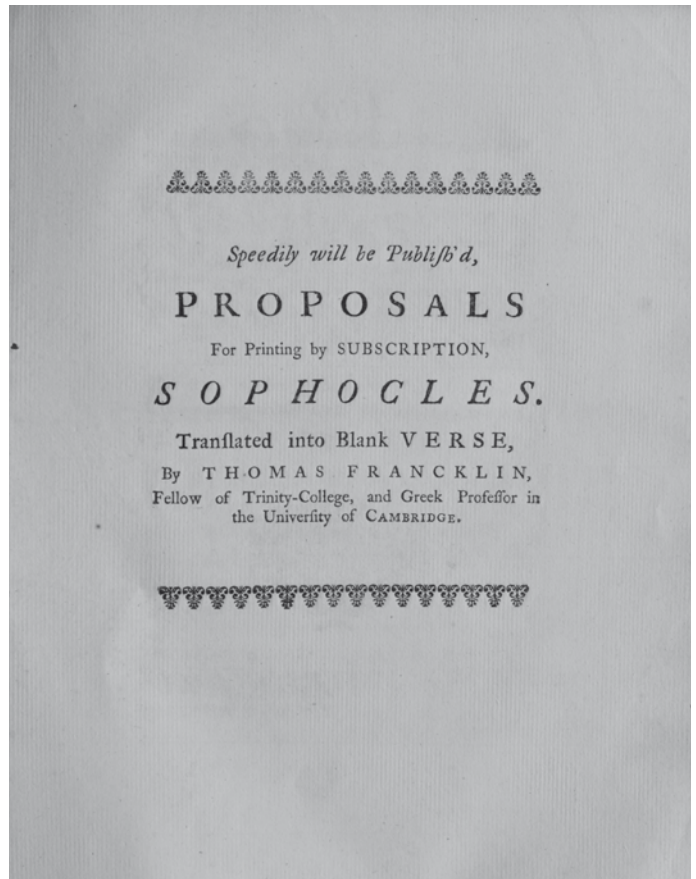 Speedily will be Publiſh'd,
PROPOSALS
For Printing by SUBSCRIPTION,
SOPHOCLES.
Tranſlated into Blank VERSE,
By THOMAS FRANCKLIN,
Fellow of Trinity-College, and Greek Profeſſor in
the Univerſity of CAMBRIDGE.